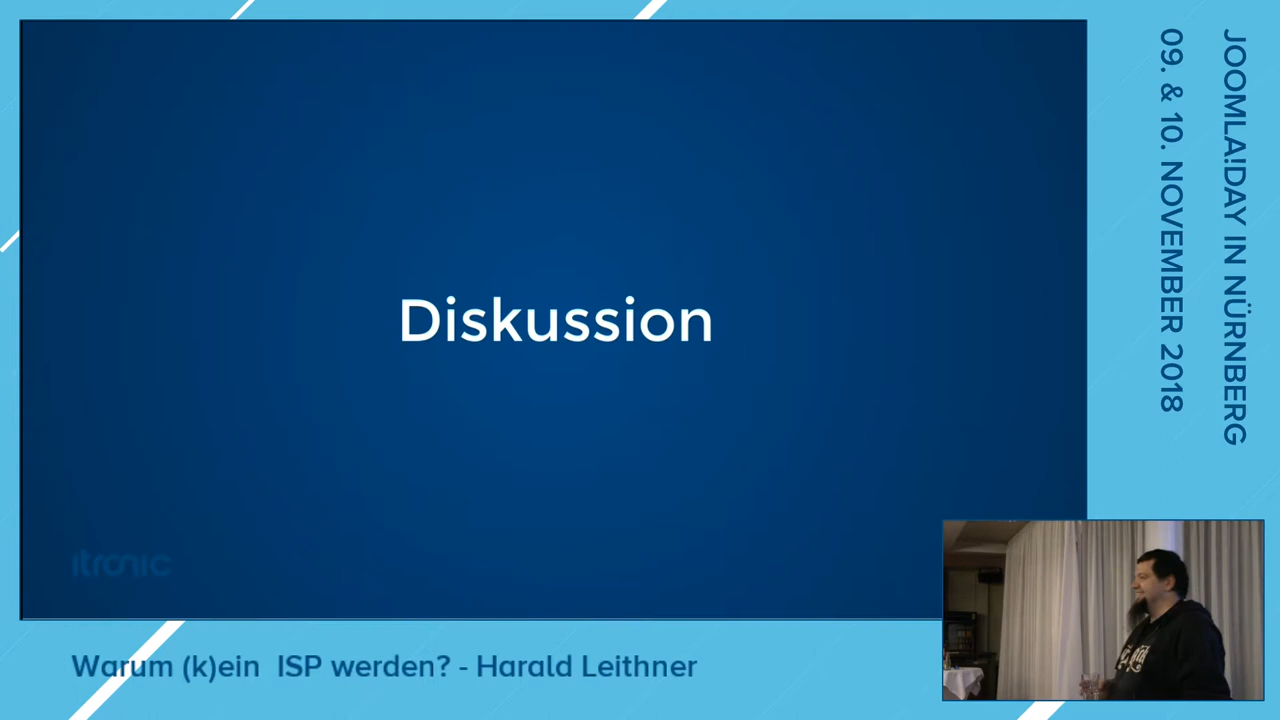 Diskussion
itronic
Warum (k)ein ISP werden? - Harald Leithner
JOOMLA!DAY IN NÜRNBERG
09. & 10. NOVEMBER 2018